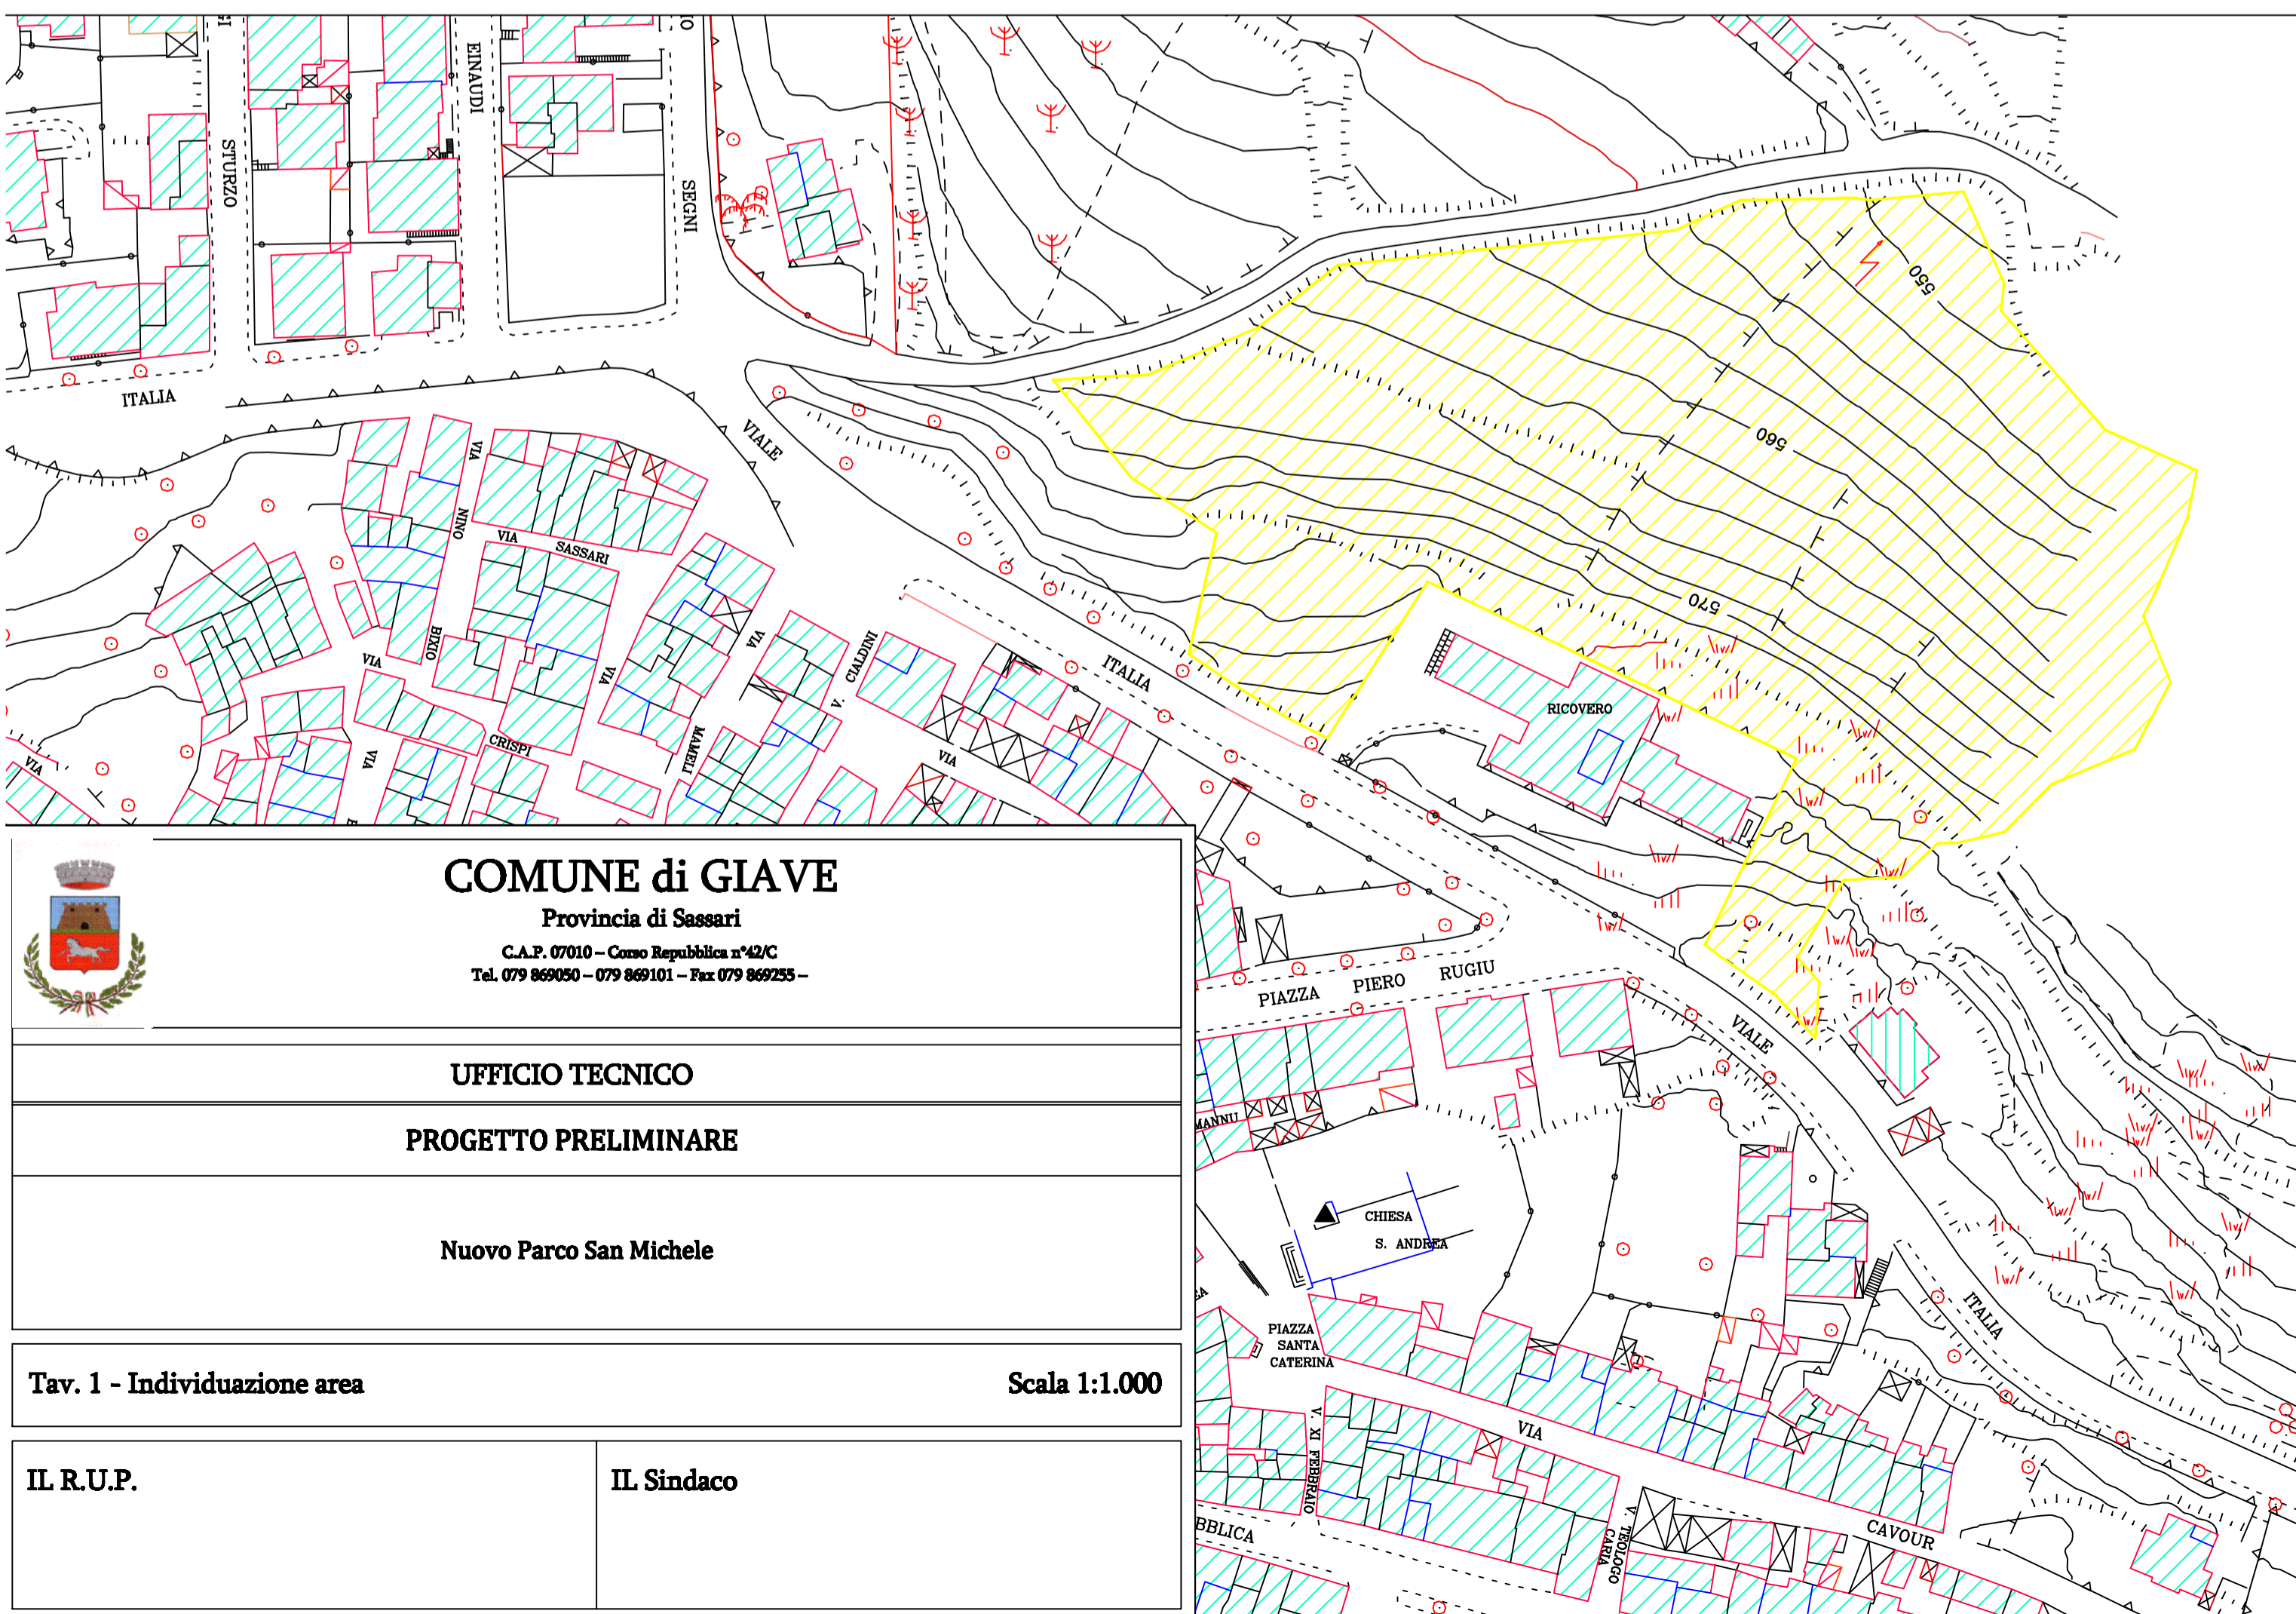 STURZO
EINAUDI
SEGNI
ITALIA
VIALE
550
560
570
VIA
NINO
BIXIO
VIA
SASSARI
VIA
VIA
MAMELI
V. CIALDINI
VIA
CRISPI
VIA
VIA
VIA
ITALIA
RICOVERO
PIAZZA PIERO RUGIU
VIALE
MANNU
CHIESA
S. ANDREA
PIAZZA
SANTA
CATERINA
ITALIA
V. XI FEBBRAIO
VIA
CAVOUR
V. TEOLOGO
CARIA
BBLICA
COMUNE di GIAVE
Provincia di Sassari
C.A.P. 07010 – Corso Repubblica n°42/C
Tel. 079 869050 – 079 869101 – Fax 079 869255 –
UFFICIO TECNICO
PROGETTO PRELIMINARE
Nuovo Parco San Michele
Tav. 1 - Individuazione area
Scala 1:1.000
IL R.U.P.
IL Sindaco